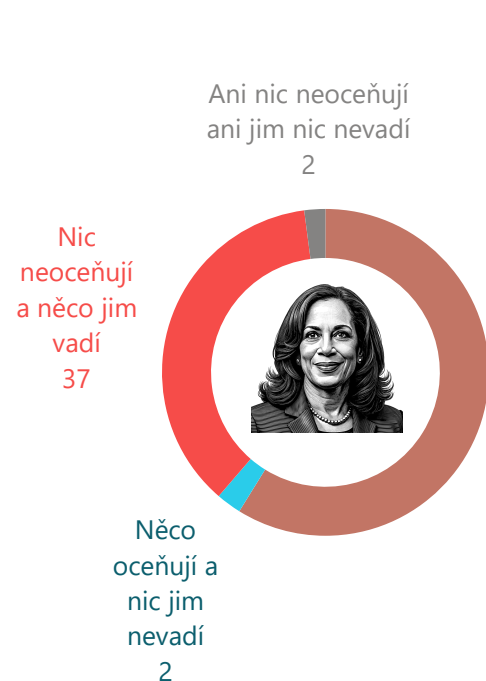 Ani nic neoceňují
ani jim nic nevadí
2
Nic
neoceňují
a něco jim
vadí
37
Něco
oceňují a
nic jim
nevadí
2